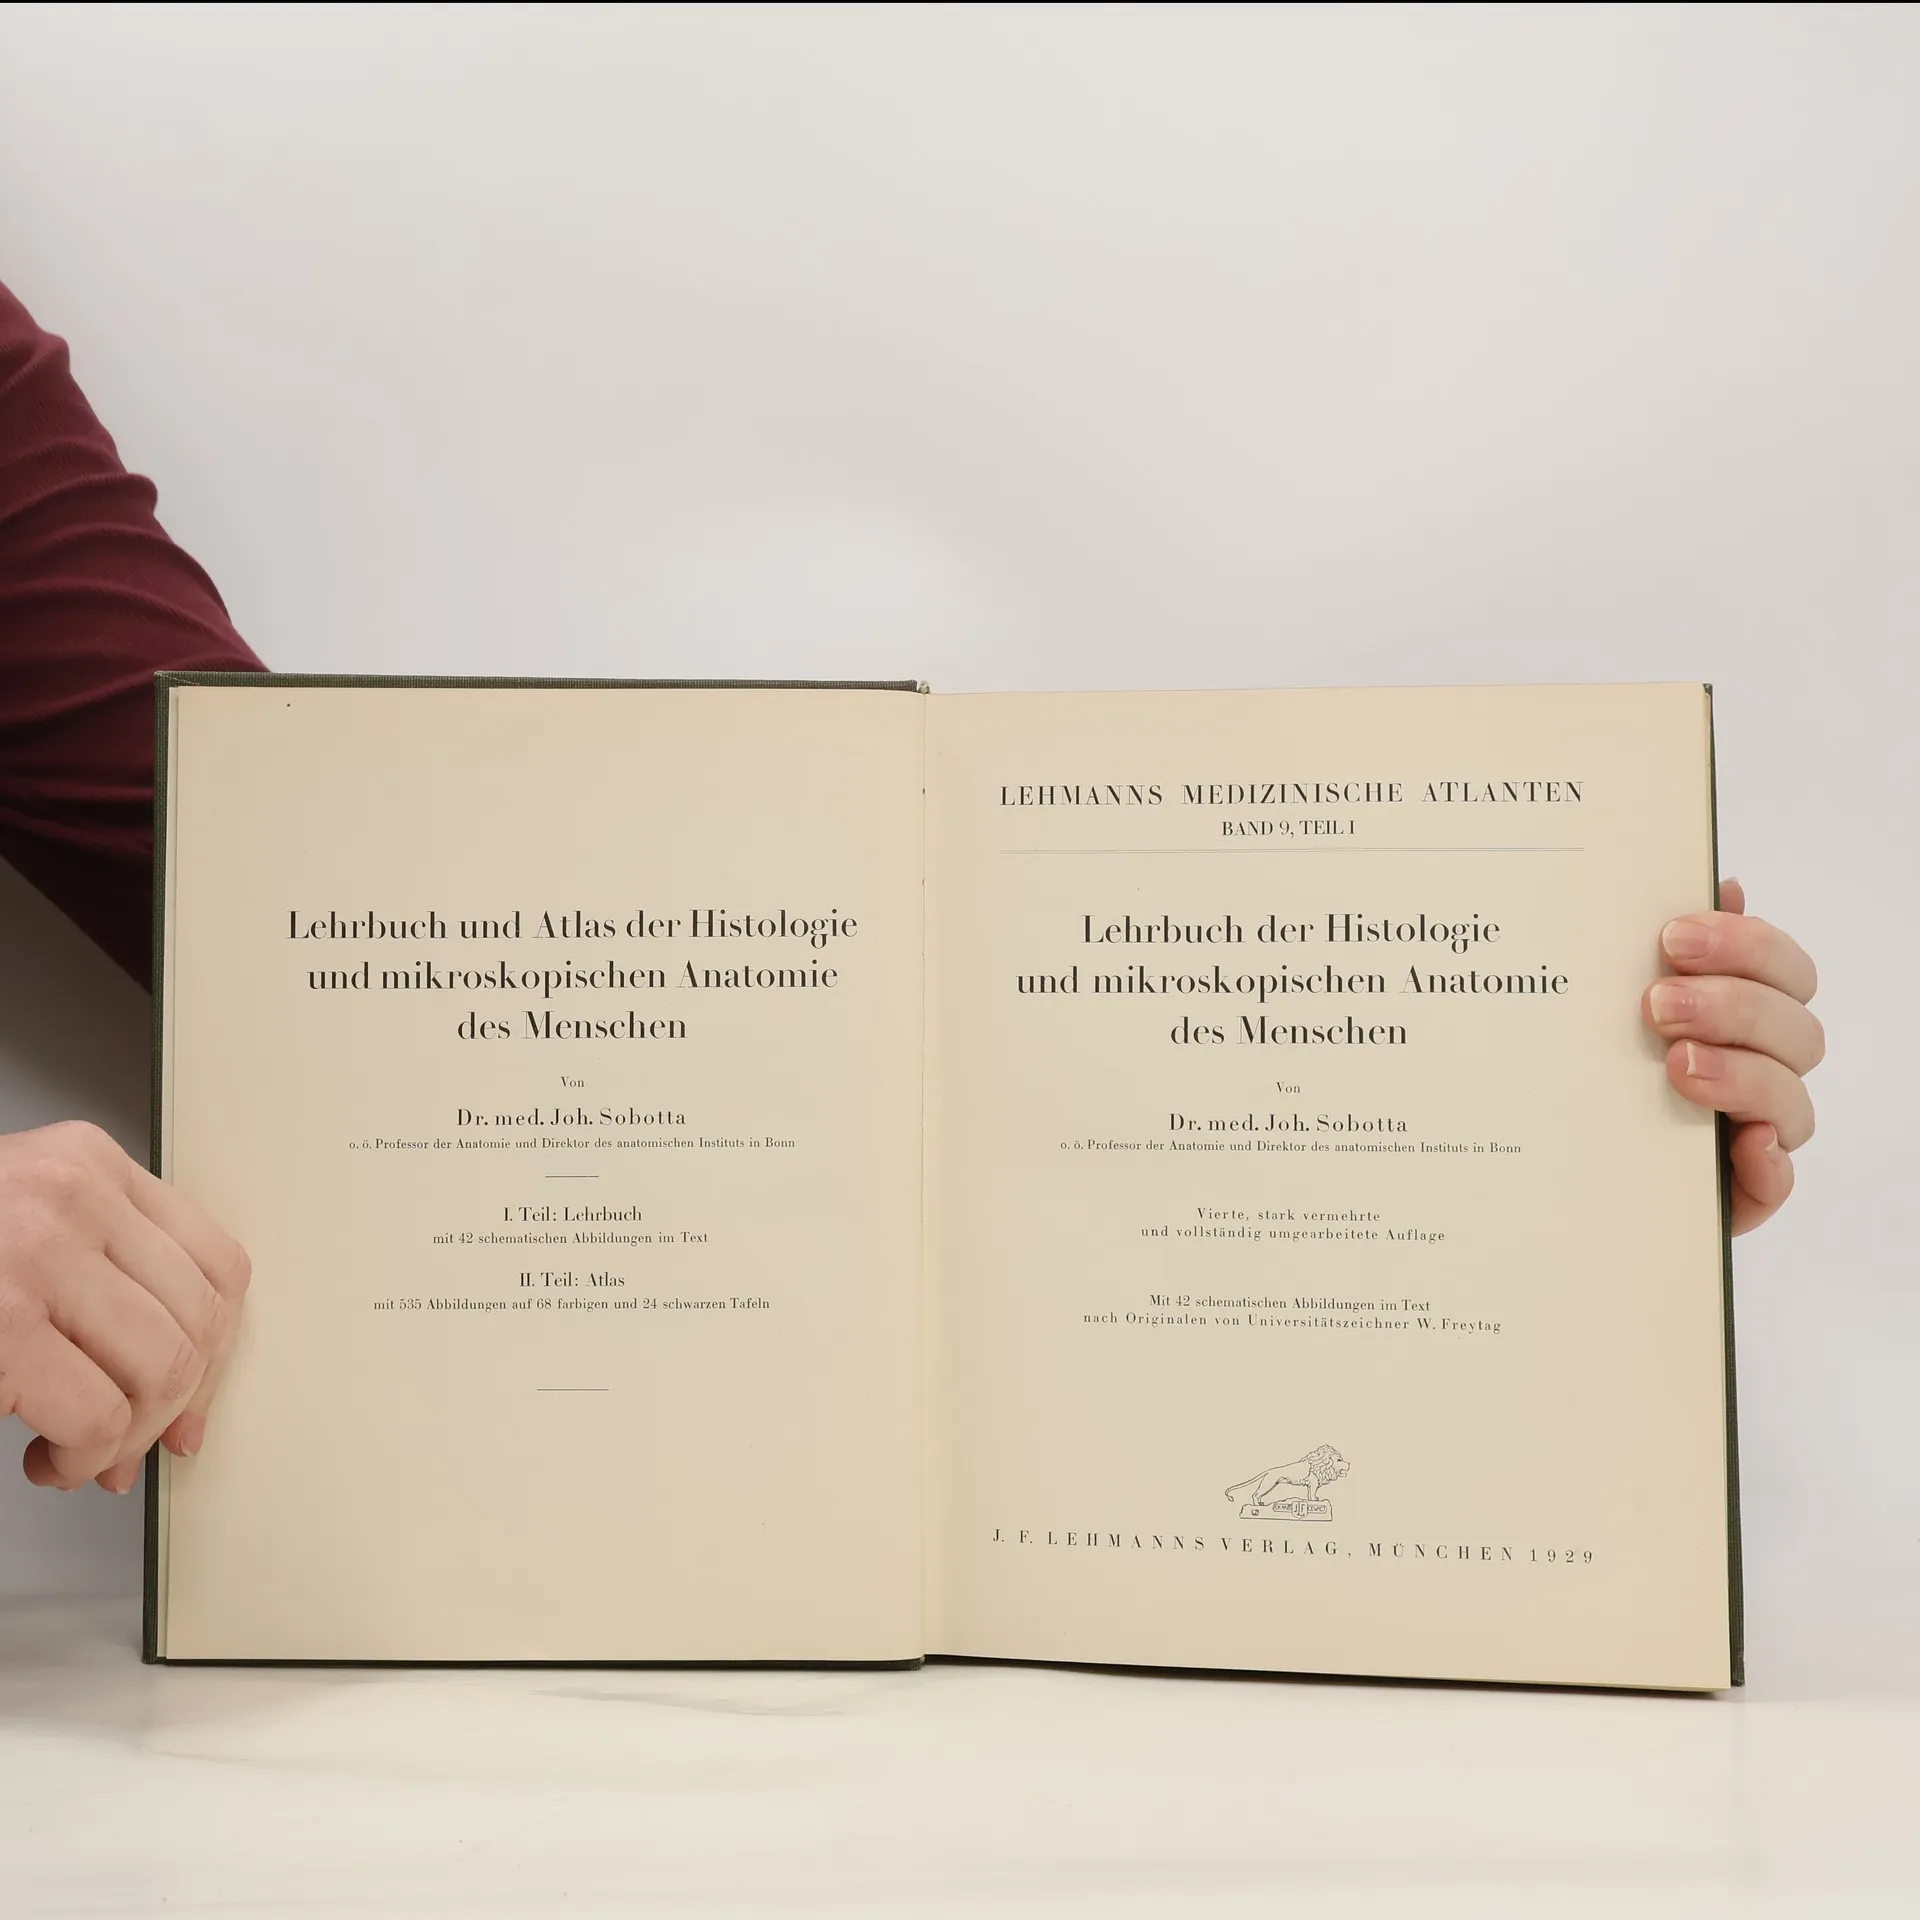 Lehrbuch und Atlas der Histologie
und mikroskopischen Anatomie
des Menschen
Von
Dr. med. Joh. Sobotta
o. ö. Professor der Anatomie und Direktor des anatomischen Instituts in Bonn
I. Teil: Lehrbuch
mit 42 schematischen Abbildungen im Text
II. Teil: Atlas
mit 535 Abbildungen auf 68 farbigen und 24 schwarzen Tafeln
LEHMANNS MEDIZINISCHE ATLANTEN
BAND 9, TEIL I
Lehrbuch der Histologie
und mikroskopischen Anatomie
des Menschen
Von
Dr. med. Joh. Sobotta
o. ö. Professor der Anatomie und Direktor des anatomischen Instituts in Bonn
Vierte, stark vermehrte
und vollständig umgearbeitete Auflage
Mit 42 schematischen Abbildungen im Text
nach Originalen von Universitätszeichner W. Freytag
J. F. LEHMANNS VERLAG, MÜNCHEN 1929